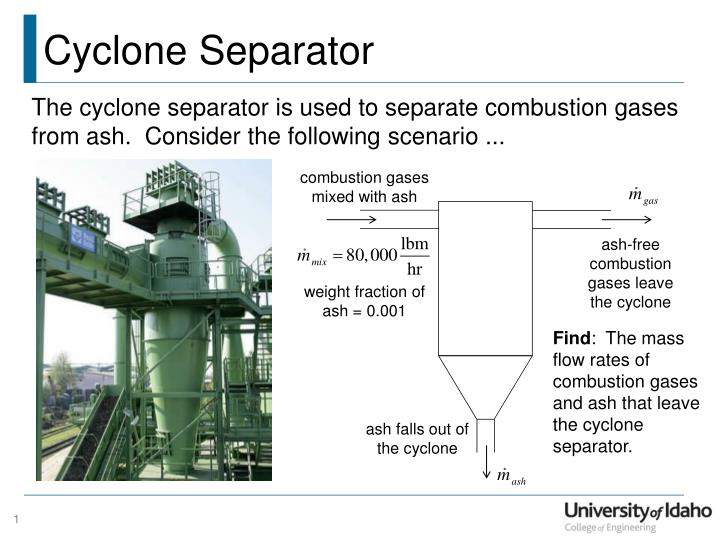 Cyclone Separator
The cyclone separator is used to separate combustion gases
from ash. Consider the following scenario ...
combustion gases
mixed with ash
ṁ_mix = 80,000 lbm/hr
weight fraction of
ash = 0.001
ṁ_gas
ash-free
combustion
gases leave
the cyclone
Find: The mass
flow rates of
combustion gases
and ash that leave
the cyclone
separator.
ash falls out of
the cyclone
ṁ_ash
1
University of Idaho
College of Engineering